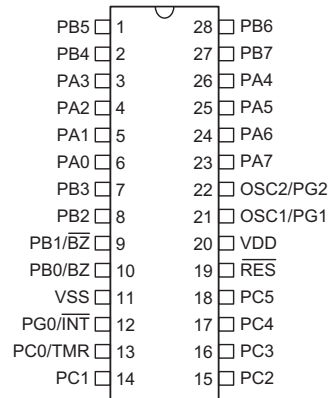 PB5 1 28 PB6
PB4 2 27 PB7
PA3 3 26 PA4
PA2 4 25 PA5
PA1 5 24 PA6
PA0 6 23 PA7
PB3 7 22 OSC2/PG2
PB2 8 21 OSC1/PG1
PB1/B̅Z̅ 9 20 VDD
PB0/BZ 10 19 R̅E̅S̅
VSS 11 18 PC5
PG0/I̅N̅T̅ 12 17 PC4
PC0/TMR 13 16 PC3
PC1 14 15 PC2